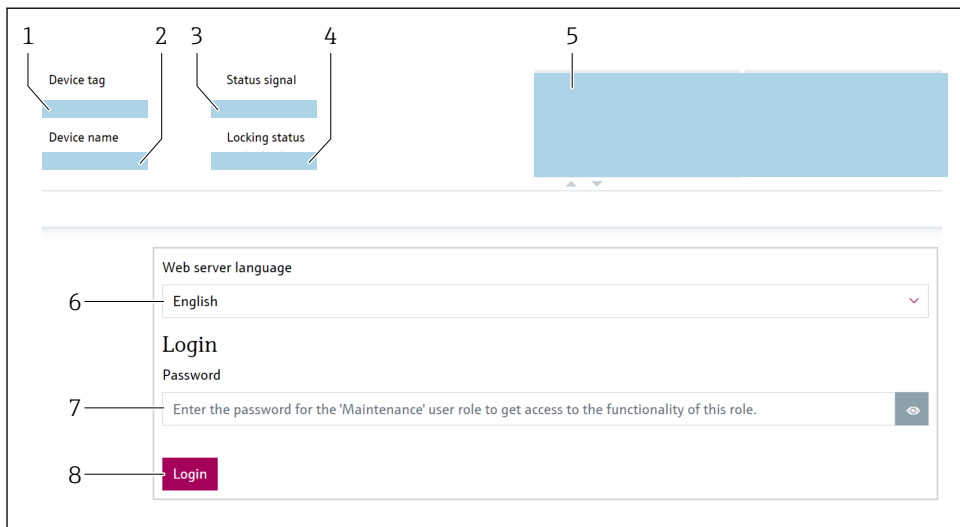 1 2 3 4 5
Device tag Status signal
Device name Locking status
Web server language
6 English
Login
Password
7 Enter the password for the 'Maintenance' user role to get access to the functionality of this role.
8 Login